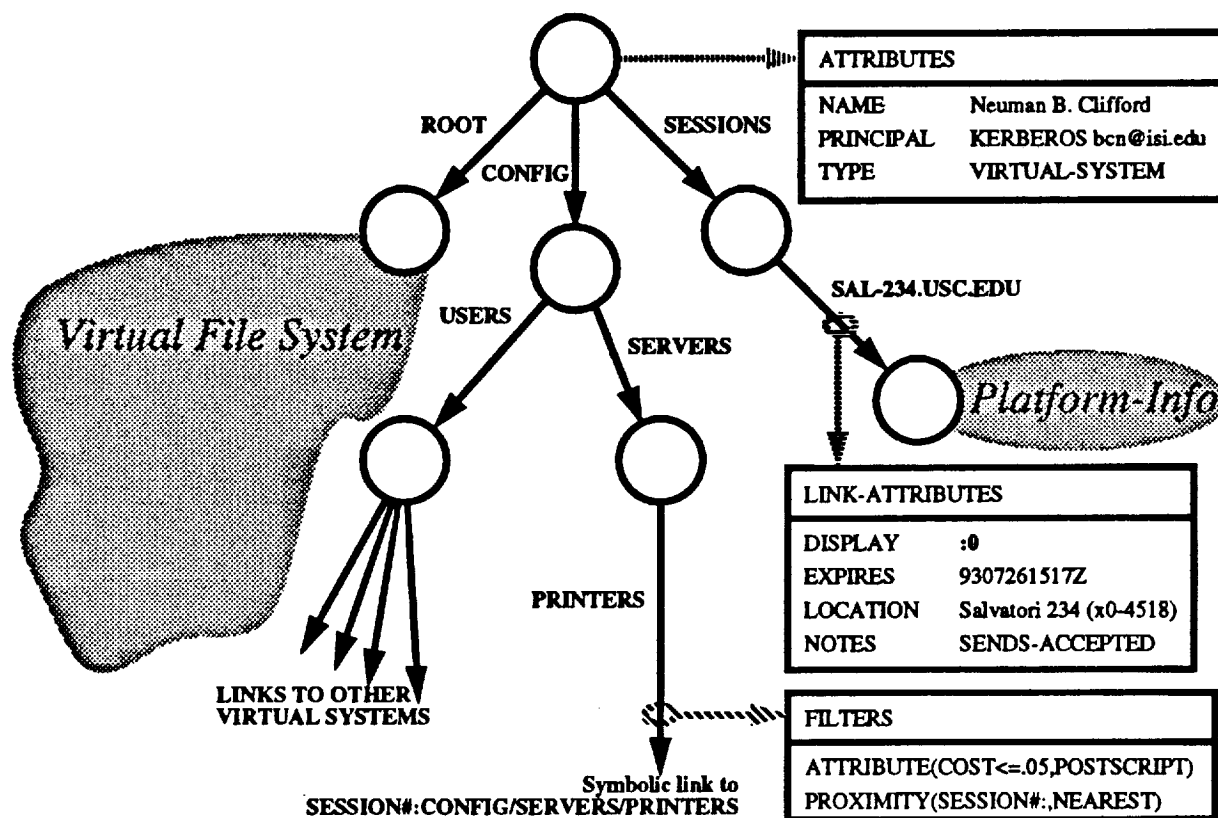 ATTRIBUTES
NAME Neuman B. Clifford
PRINCIPAL KERBEROS bcn@isi.edu
TYPE VIRTUAL-SYSTEM
ROOT
CONFIG
SESSIONS
Virtual File System
USERS
SERVERS
SAL-234.USC.EDU
Platform-Info
LINK-ATTRIBUTES
DISPLAY :0
EXPIRES 9307261517Z
LOCATION Salvatori 234 (x0-4518)
NOTES SENDS-ACCEPTED
PRINTERS
LINKS TO OTHER
VIRTUAL SYSTEMS
FILTERS
ATTRIBUTE(COST<=.05,POSTSCRIPT)
PROXIMITY(SESSION#:,NEAREST)
Symbolic link to
SESSION#:CONFIG/SERVERS/PRINTERS